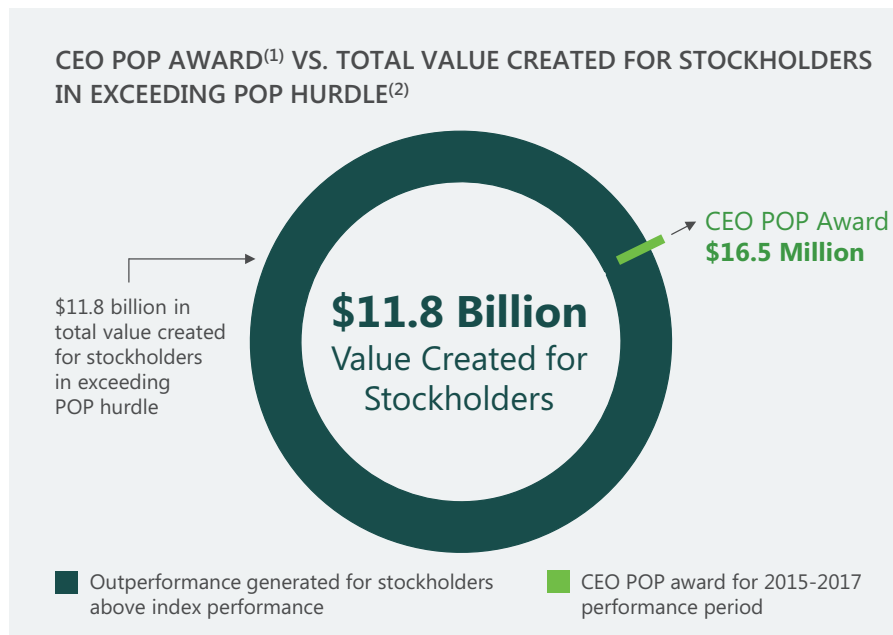 CEO POP AWARD(1) VS. TOTAL VALUE CREATED FOR STOCKHOLDERS
IN EXCEEDING POP HURDLE(2)
CEO POP Award
$16.5 Million
$11.8 billion in
total value created
for stockholders
in exceeding
POP hurdle
$11.8 Billion
Value Created for
Stockholders
Outperformance generated for stockholders
above index performance
CEO POP award for 2015-2017
performance period